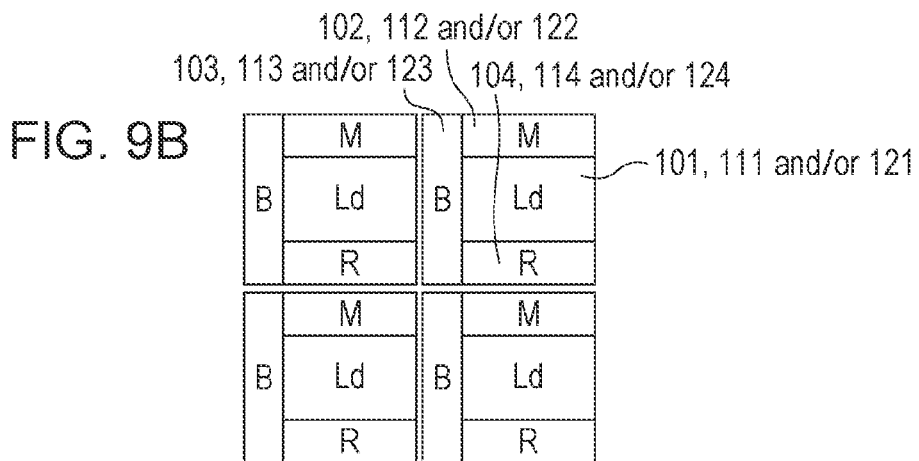 102, 112 and/or 122
103, 113 and/or 123 104, 114 and/or 124
FIG. 9B
M M
101, 111 and/or 121
B Ld B Ld
R R
M M
B Ld B Ld
R R